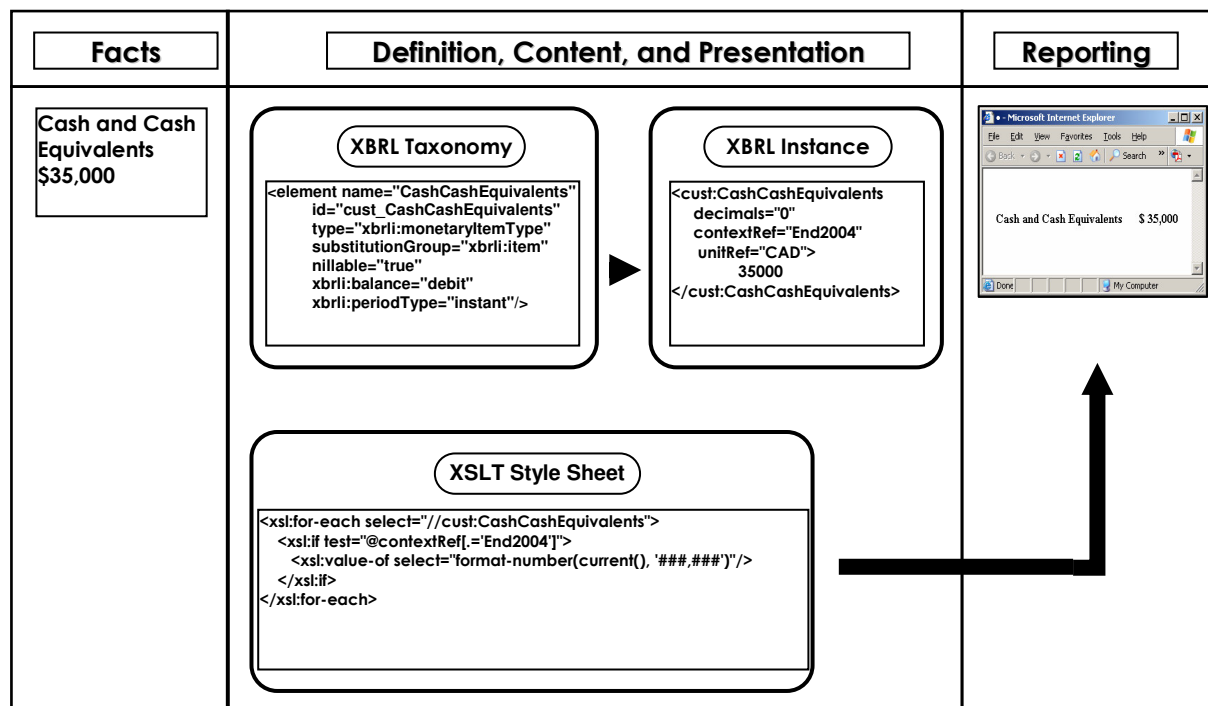 Facts
Definition, Content, and Presentation
Reporting
Cash and Cash
Equivalents
$35,000
XBRL Taxonomy
<element name="CashCashEquivalents"
id="cust_CashCashEquivalents"
type="xbrli:monetaryItemType"
substitutionGroup="xbrli:item"
nillable="true"
xbrli:balance="debit"
xbrli:periodType="instant"/>
XBRL Instance
<cust:CashCashEquivalents
decimals="0"
contextRef="End2004"
unitRef="CAD">
35000
</cust:CashCashEquivalents>
- Microsoft Internet Explorer
File Edit View Favorites Tools Help
Back Search »
Cash and Cash Equivalents $ 35,000
Done My Computer
XSLT Style Sheet
<xsl:for-each select="//cust:CashCashEquivalents">
<xsl:if test="@contextRef[.='End2004']">
<xsl:value-of select="format-number(current(), '###,###')"/>
</xsl:if>
</xsl:for-each>